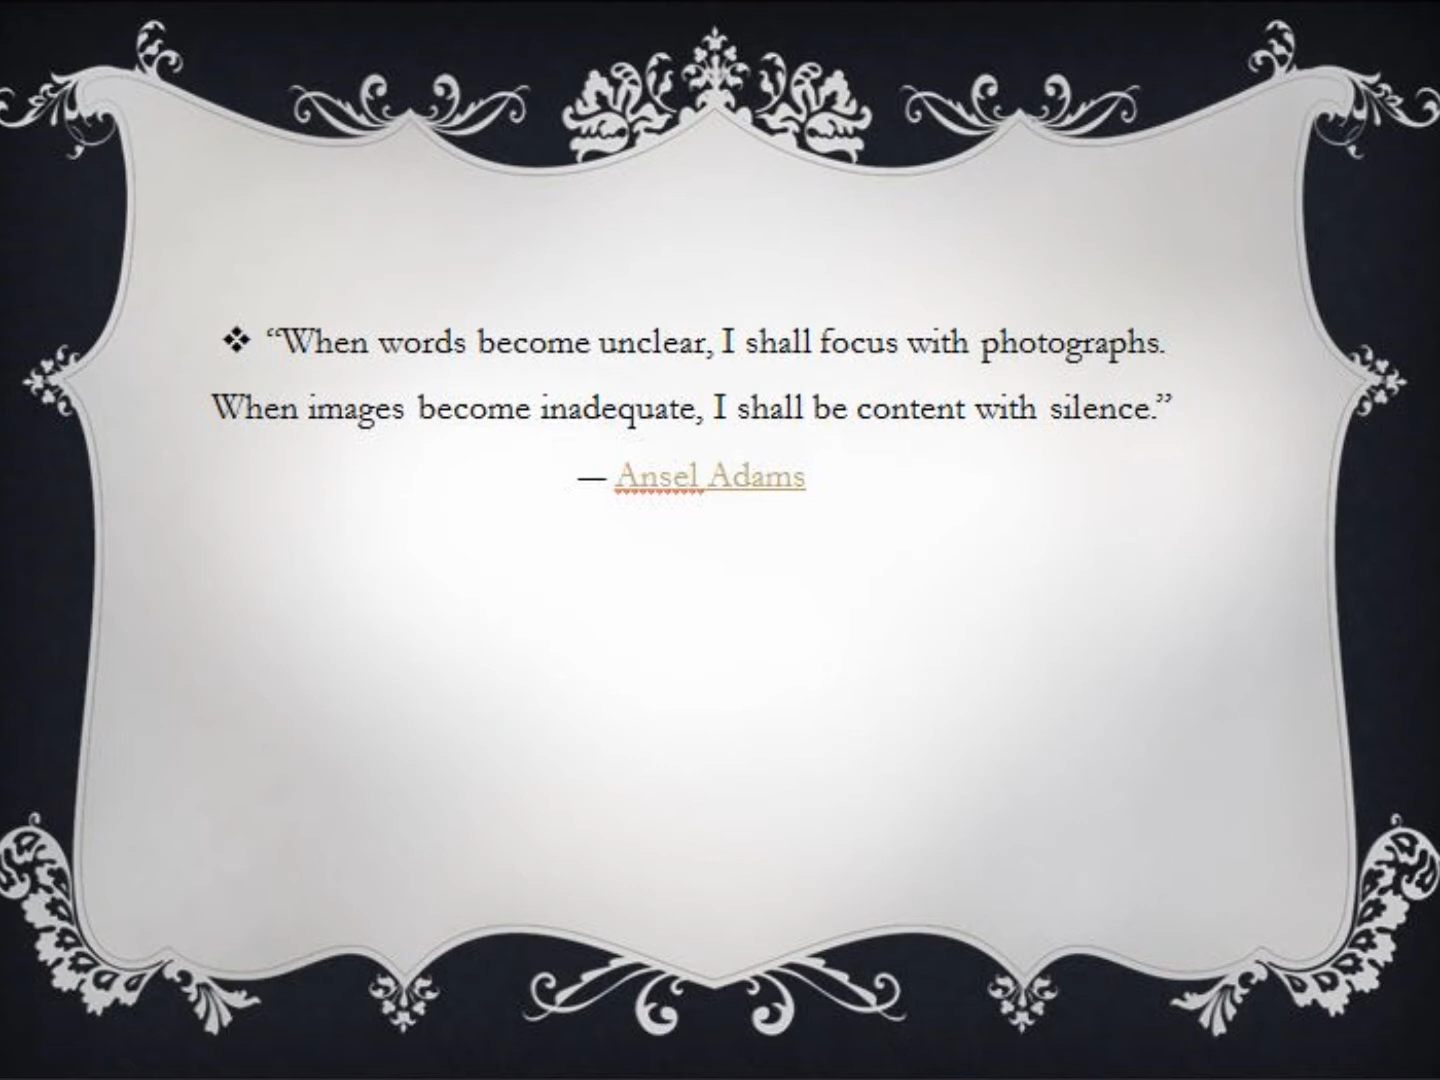 ❖ “When words become unclear, I shall focus with photographs.
When images become inadequate, I shall be content with silence.”
— Ansel Adams